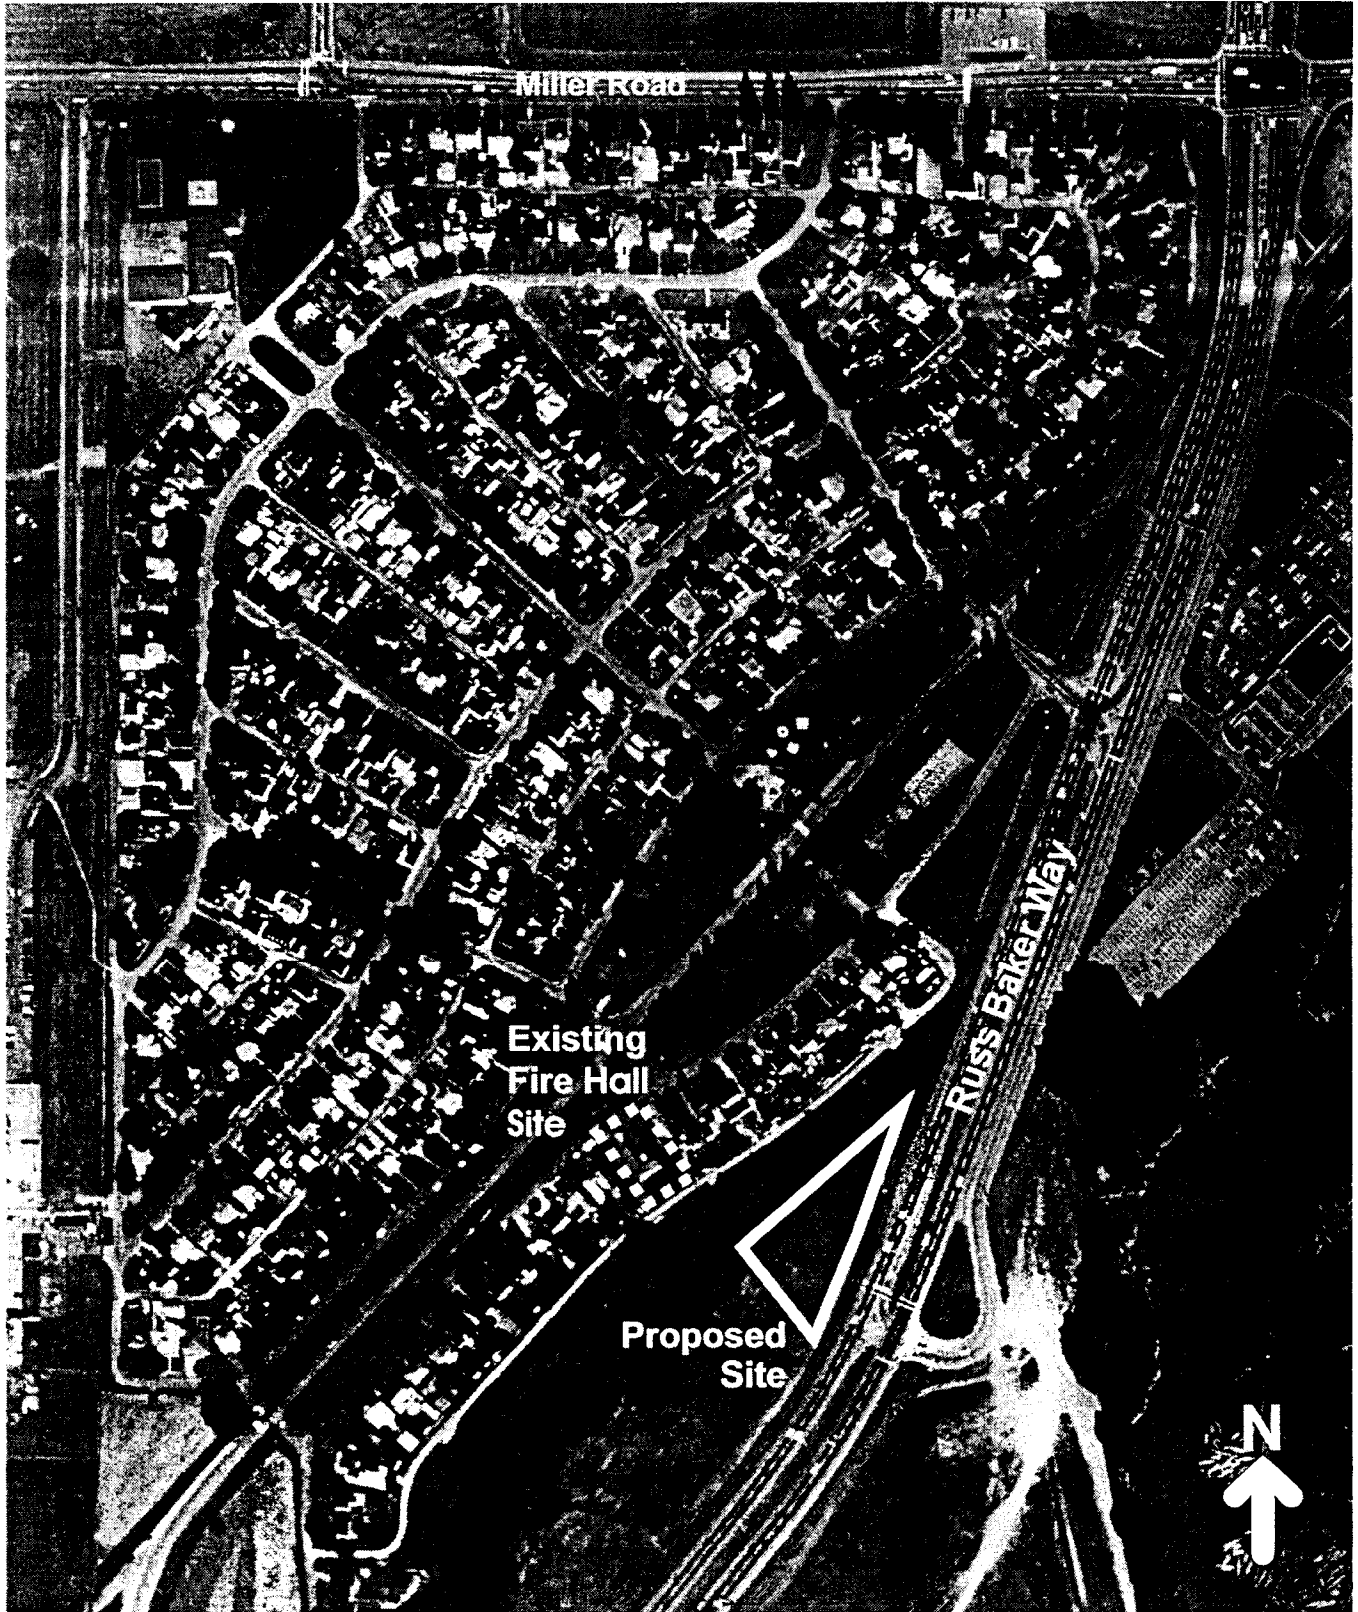 Miller Road
Russ Baker Way
Existing
Fire Hall
Site
Proposed
Site
N